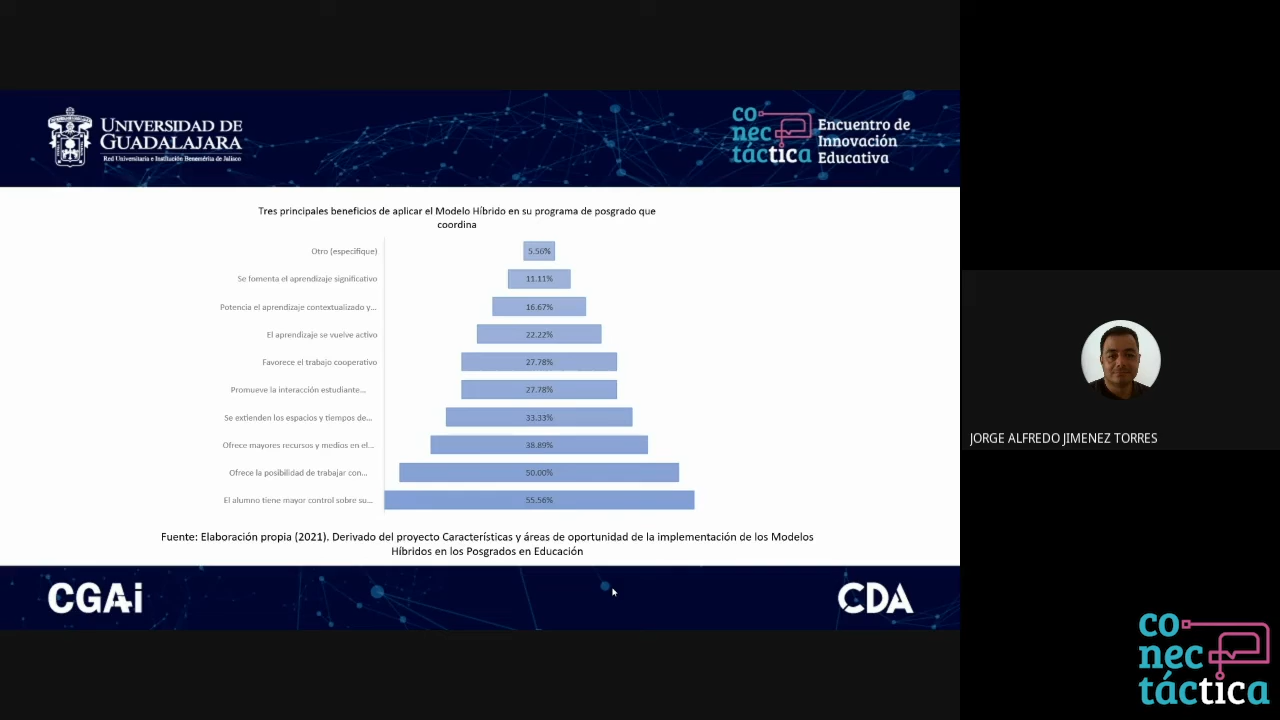 UNIVERSIDAD DE
GUADALAJARA
Red Universitaria e Institución Benemérita de Jalisco
co
nec
táctica
Encuentro de
Innovación
Educativa
Tres principales beneficios de aplicar el Modelo Híbrido en su programa de posgrado que
coordina
Otro (especifique)
5.56%
Se fomenta el aprendizaje significativo
11.11%
Potencia el aprendizaje contextualizado y...
16.67%
El aprendizaje se vuelve activo
22.22%
Favorece el trabajo cooperativo
27.78%
Promueve la interacción estudiante...
27.78%
Se extienden los espacios y tiempos de...
33.33%
Ofrece mayores recursos y medios en el...
38.89%
Ofrece la posibilidad de trabajar con...
50.00%
El alumno tiene mayor control sobre su...
55.56%
Fuente: Elaboración propia (2021). Derivado del proyecto Características y áreas de oportunidad de la implementación de los Modelos
Híbridos en los Posgrados en Educación
CGAi
CDA
JORGE ALFREDO JIMENEZ TORRES
co
nec
táctica